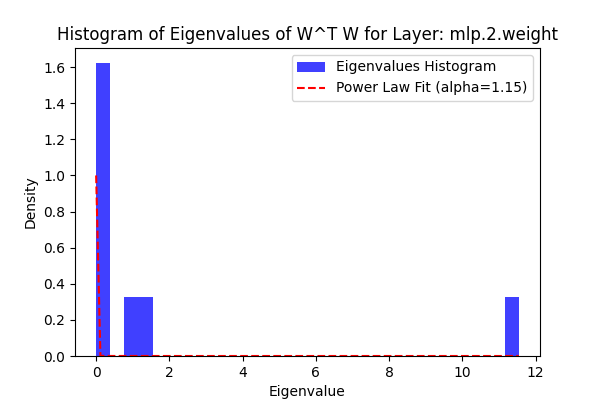 Histogram of Eigenvalues of W^T W for Layer: mlp.2.weight
Eigenvalues Histogram
Power Law Fit (alpha=1.15)
1.6
1.4
1.2
1.0
0.8
0.6
0.4
0.2
0.0
Density
0 2 4 6 8 10 12
Eigenvalue